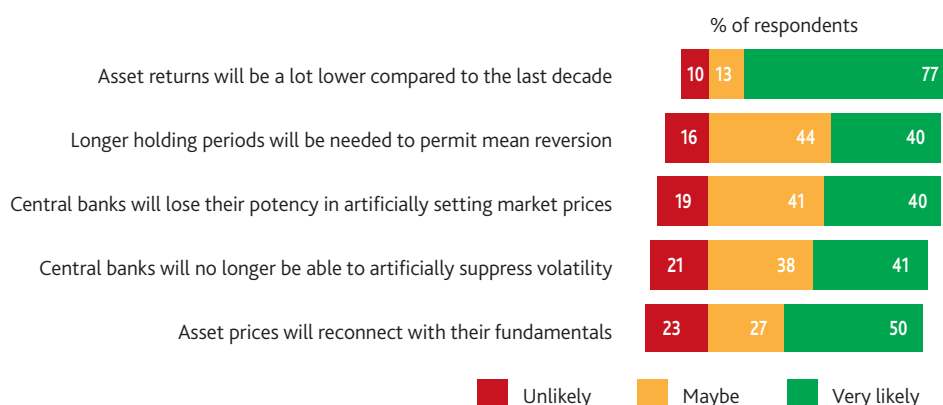 % of respondents
Asset returns will be a lot lower compared to the last decade 10 13 77
Longer holding periods will be needed to permit mean reversion 16 44 40
Central banks will lose their potency in artificially setting market prices 19 41 40
Central banks will no longer be able to artificially suppress volatility 21 38 41
Asset prices will reconnect with their fundamentals 23 27 50
Unlikely Maybe Very likely